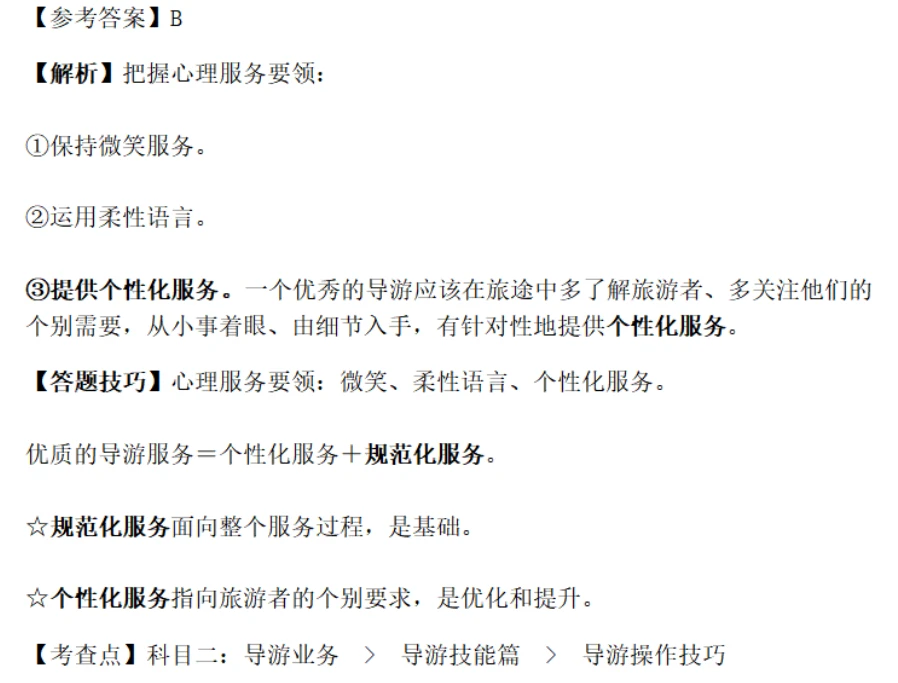 【参考答案】B
【解析】把握心理服务要领：
①保持微笑服务。
②运用柔性语言。
③提供个性化服务。一个优秀的导游应该在旅途中多了解旅游者、多关注他们的
个别需要，从小事着眼、由细节入手，有针对性地提供个性化服务。
【答题技巧】心理服务要领：微笑、柔性语言、个性化服务。
优质的导游服务＝个性化服务＋规范化服务。
☆规范化服务面向整个服务过程，是基础。
☆个性化服务指向旅游者的个别要求，是优化和提升。
【考查点】科目二：导游业务 > 导游技能篇 > 导游操作技巧